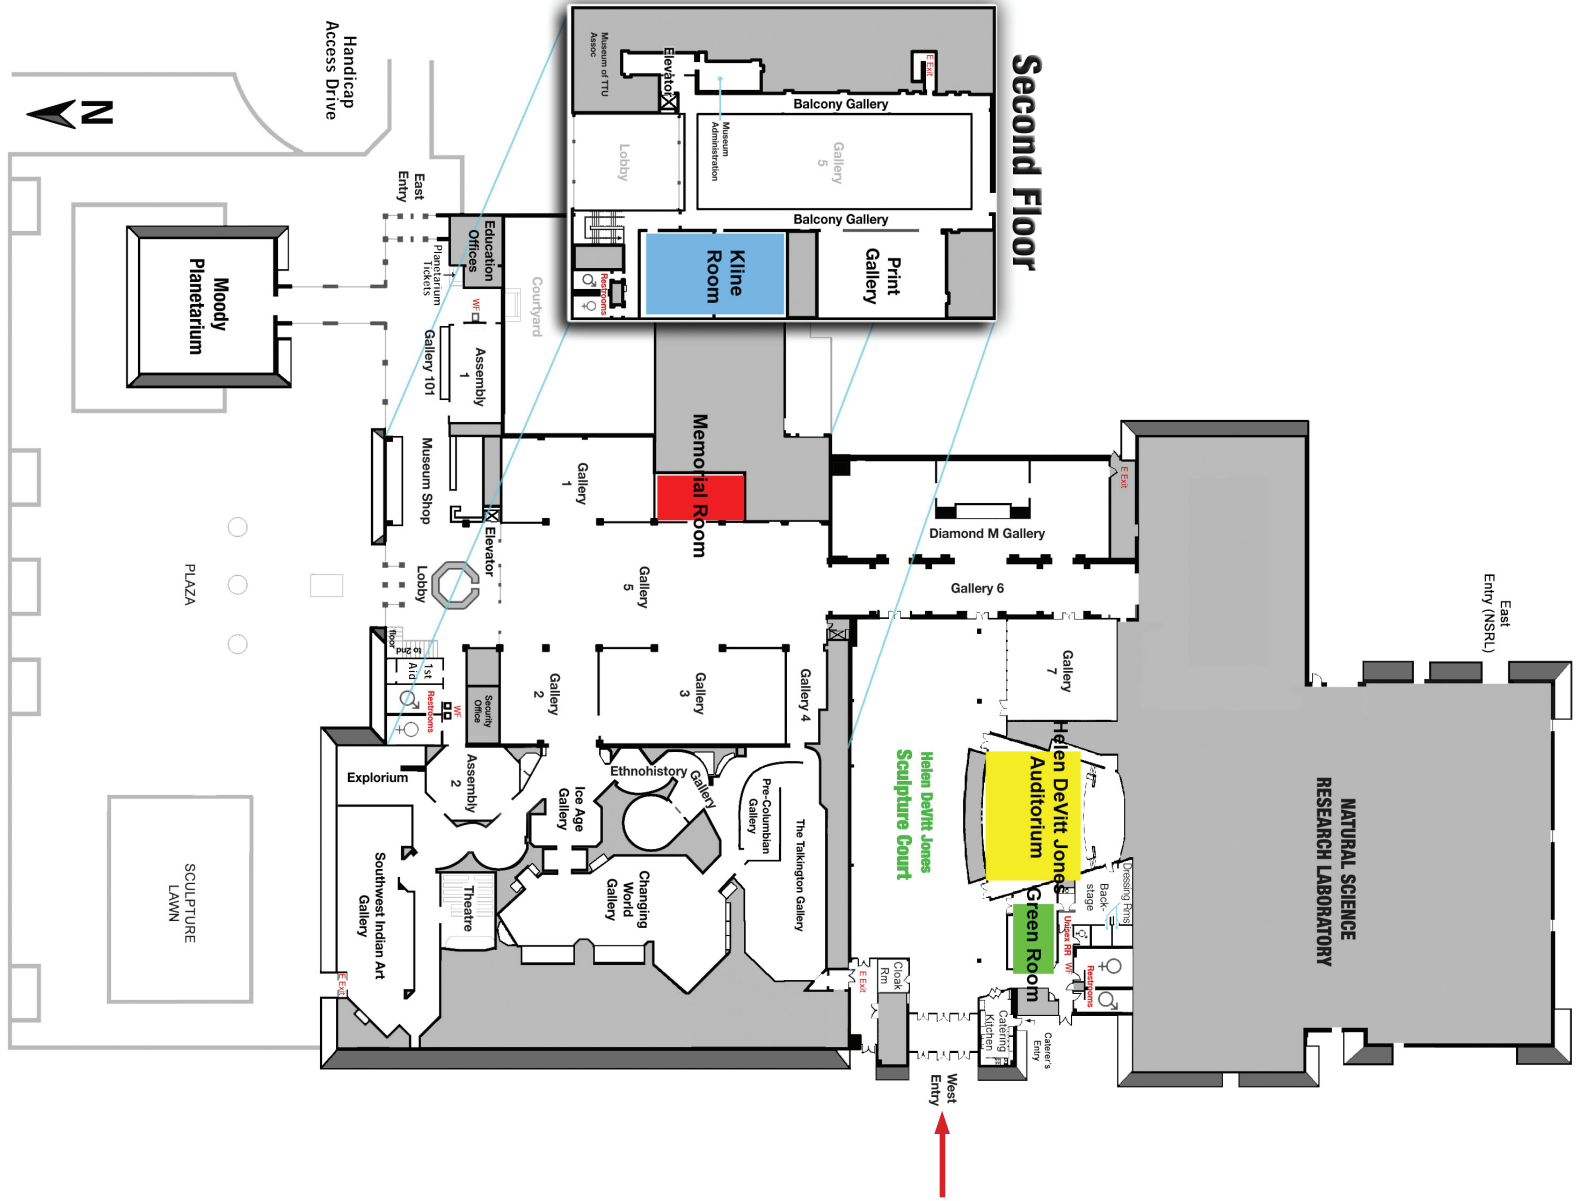 Handicap
Access Drive
N
Second Floor
Museum of TTU
Assoc
Elevator
E Exit
Balcony Gallery
Museum
Administration
Lobby
Gallery
5
Balcony Gallery
Kline
Room
Print
Gallery
Restrooms
East
Entry
Education
Offices
Planetarium
Tickets
WF
Courtyard
Moody
Planetarium
Gallery 101
Assembly
1
Museum Shop
Elevator
Lobby
Gallery
1
Memorial Room
Gallery
5
E Exit
Diamond M Gallery
Gallery 6
East
Entry (NSRL)
PLAZA
to 2nd
floor
1st
Aid
Restrooms
WF
Security
Office
Gallery
2
Gallery
3
Gallery 4
Gallery
7
Helen DeVitt Jones
Sculpture Court
Helen DeVitt Jones
Auditorium
NATURAL SCIENCE
RESEARCH LABORATORY
Explorium
Assembly
2
Ice Age
Gallery
Ethnohistory
Gallery
Pre-Columbian
Gallery
The Talkington Gallery
Changing
World
Gallery
Theatre
Southwest Indian Art
Gallery
E Exit
SCULPTURE
LAWN
Green Room
Back-
stage
Dressing Rms
Unisex RR
WF
Restrooms
E Exit
Cloak
Rm
Catering
Kitchen
Caterer's
Entry
West
Entry